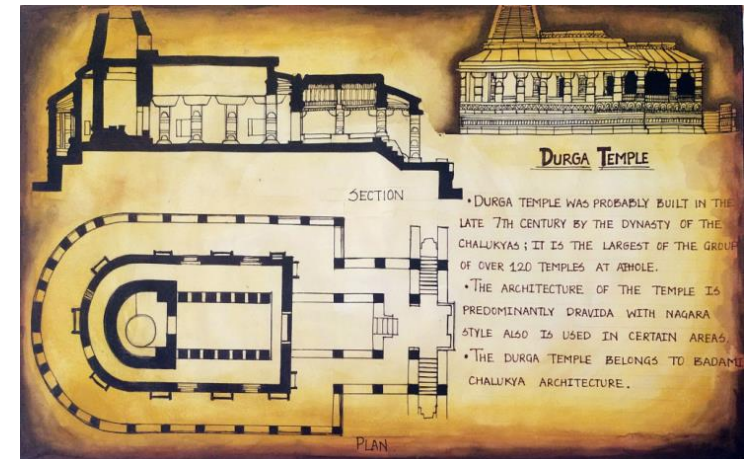 DURGA TEMPLE
SECTION
• DURGA TEMPLE WAS PROBABLY BUILT IN THE
LATE 7TH CENTURY BY THE DYNASTY OF THE
CHALUKYAS ; IT IS THE LARGEST OF THE GROUP
OF OVER 120 TEMPLES AT AIHOLE.
• THE ARCHITECTURE OF THE TEMPLE IS
PREDOMINANTLY DRAVIDA WITH NAGARA
STYLE ALSO IS USED IN CERTAIN AREAS.
• THE DURGA TEMPLE BELONGS TO BADAMI
CHALUKYA ARCHITECTURE.
PLAN